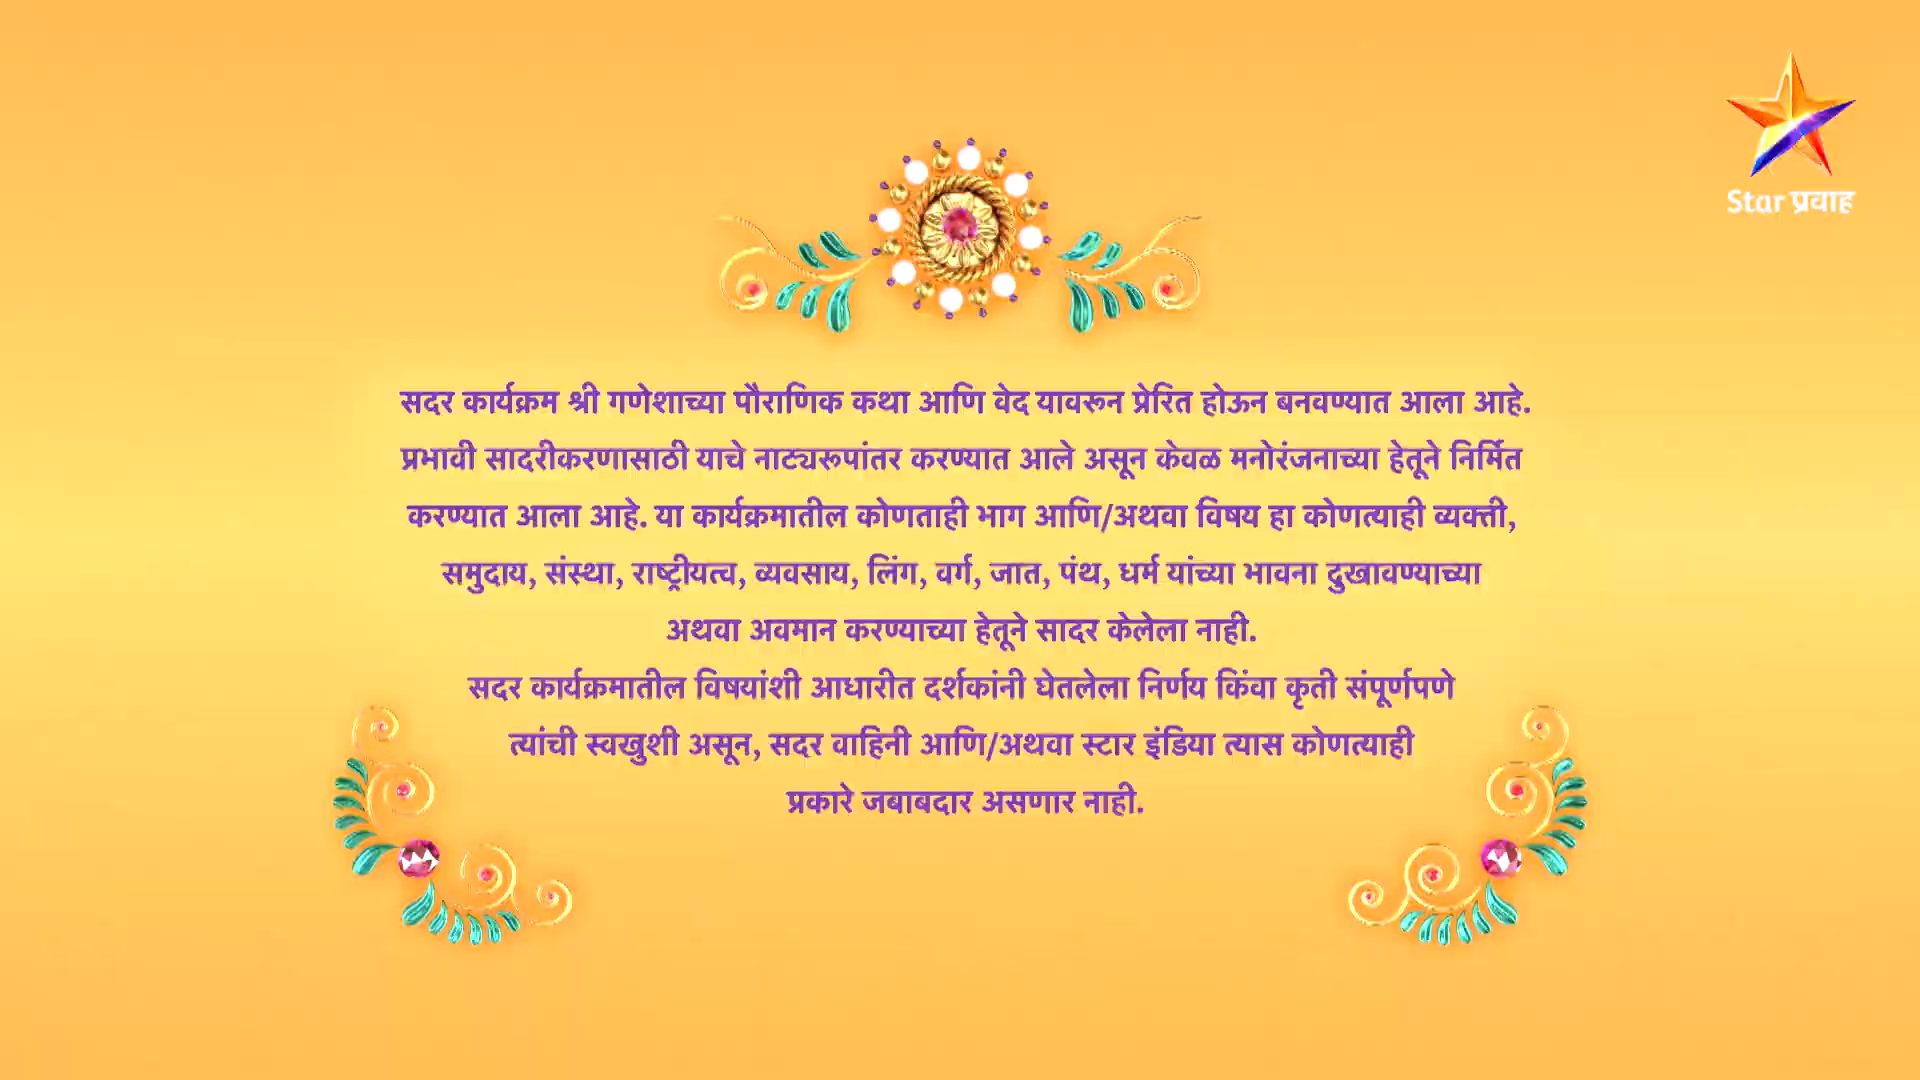 Star प्रवाह
सदर कार्यक्रम श्री गणेशाच्या पौराणिक कथा आणि वेद यावरून प्रेरित होऊन बनवण्यात आला आहे.
प्रभावी सादरीकरणासाठी याचे नाट्यरूपांतर करण्यात आले असून केवळ मनोरंजनाच्या हेतूने निर्मित
करण्यात आला आहे. या कार्यक्रमातील कोणताही भाग आणि/अथवा विषय हा कोणत्याही व्यक्ती,
समुदाय, संस्था, राष्ट्रीयत्व, व्यवसाय, लिंग, वर्ग, जात, पंथ, धर्म यांच्या भावना दुखावण्याच्या
अथवा अवमान करण्याच्या हेतूने सादर केलेला नाही.
सदर कार्यक्रमातील विषयांशी आधारीत दर्शकांनी घेतलेला निर्णय किंवा कृती संपूर्णपणे
त्यांची स्वखुशी असून, सदर वाहिनी आणि/अथवा स्टार इंडिया त्यास कोणत्याही
प्रकारे जबाबदार असणार नाही.